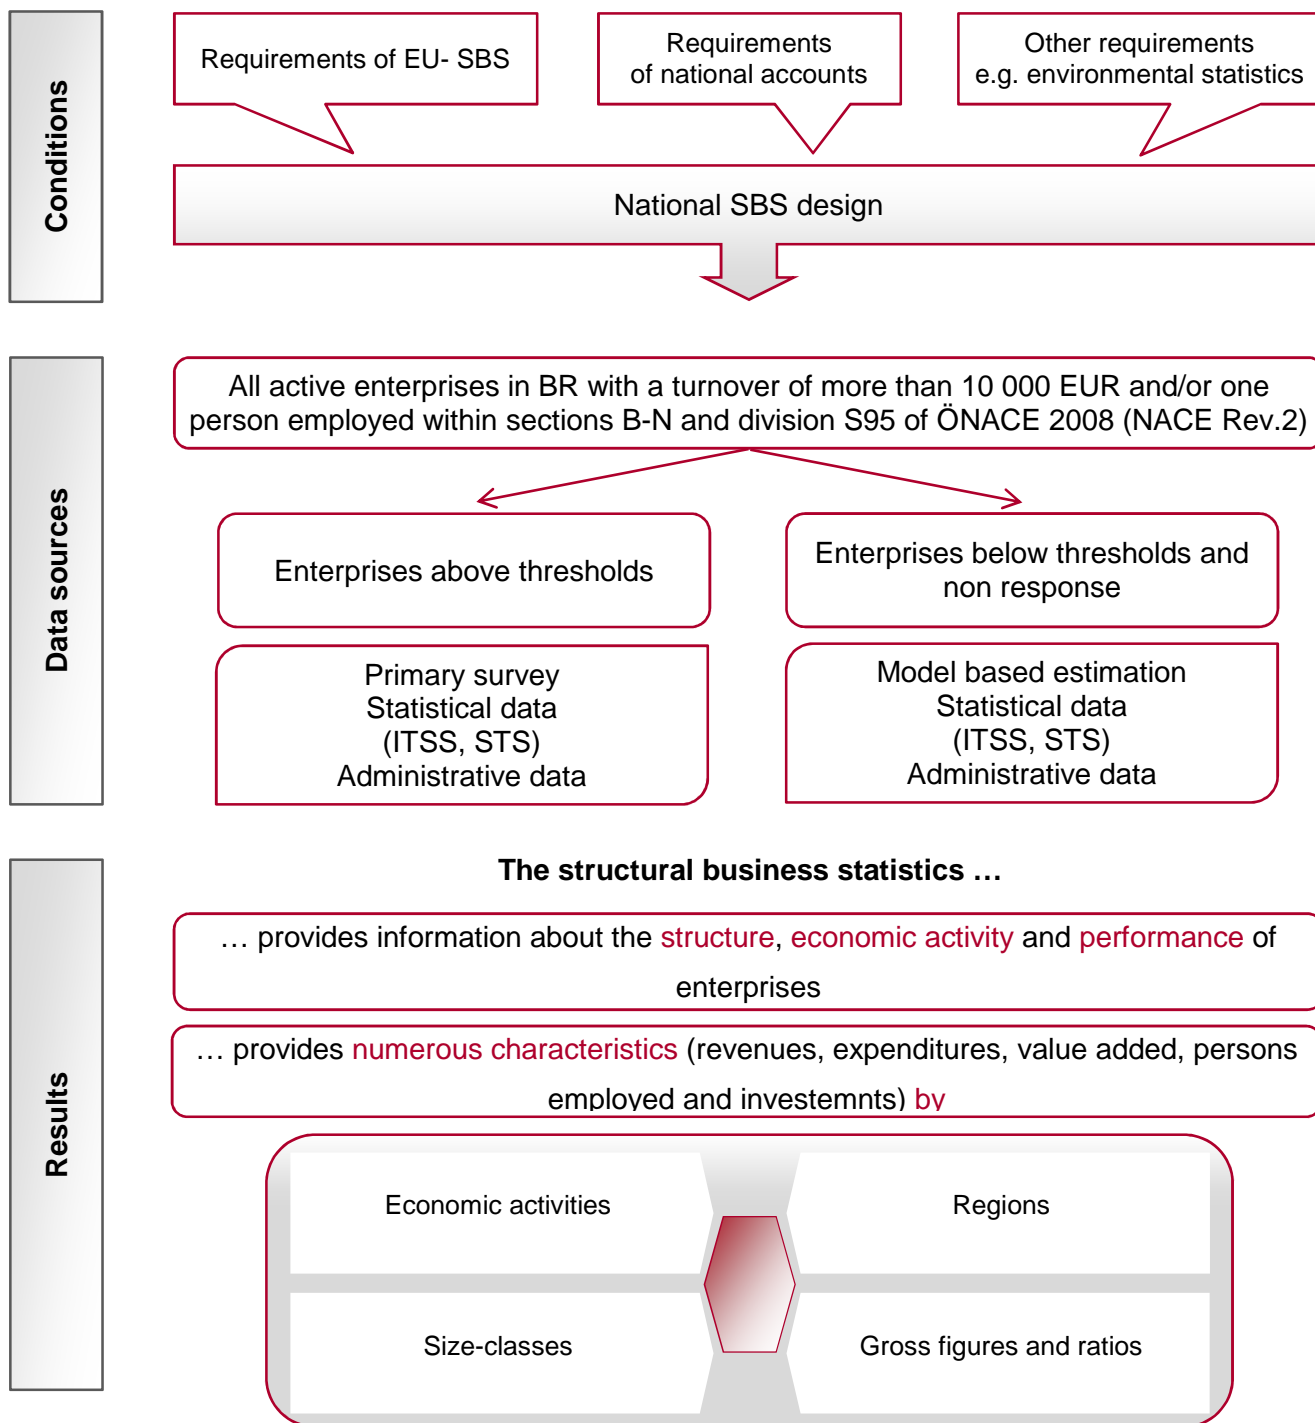 Conditions
Requirements of EU- SBS
Requirements
of national accounts
Other requirements
e.g. environmental statistics
National SBS design
Data sources
All active enterprises in BR with a turnover of more than 10 000 EUR and/or one
person employed within sections B-N and division S95 of ÖNACE 2008 (NACE Rev.2)
Enterprises above thresholds
Enterprises below thresholds and
non response
Primary survey
Statistical data
(ITSS, STS)
Administrative data
Model based estimation
Statistical data
(ITSS, STS)
Administrative data
Results
The structural business statistics …
… provides information about the structure, economic activity and performance of
enterprises
… provides numerous characteristics (revenues, expenditures, value added, persons
employed and investemnts) by
Economic activities
Regions
Size-classes
Gross figures and ratios